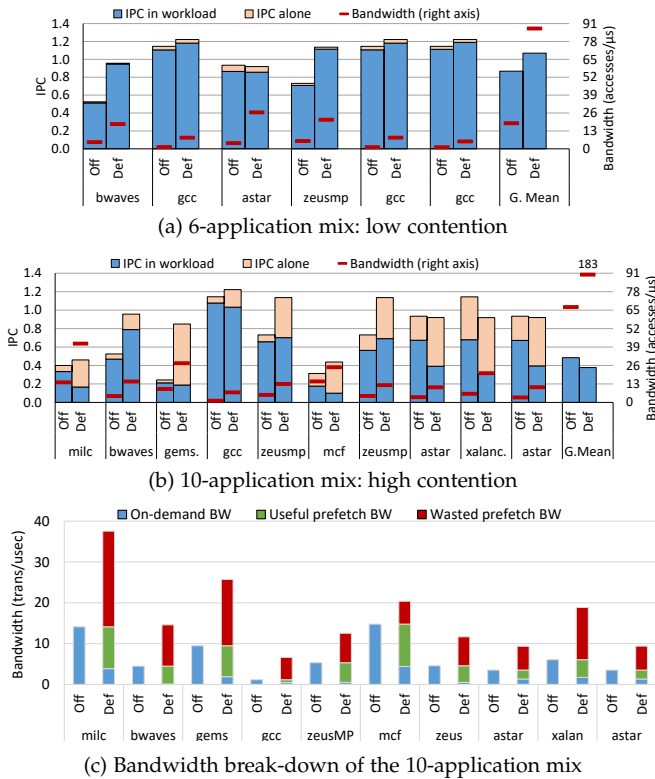 IPC in workload IPC alone Bandwidth (right axis)
1.4 91
1.2 78
1.0 65
0.8 52
0.6 39
0.4 26
0.2 13
0.0 0
IPC
Bandwidth (accesses/µs)
Off Def Off Def Off Def Off Def Off Def Off Def Off Def
bwaves gcc astar zeusmp gcc gcc G. Mean
(a) 6-application mix: low contention
183
IPC in workload IPC alone Bandwidth (right axis)
1.4 91
1.2 78
1.0 65
0.8 52
0.6 39
0.4 26
0.2 13
0.0 0
IPC
Bandwidth (accesses/µs)
Off Def Off Def Off Def Off Def Off Def Off Def Off Def Off Def Off Def Off Def Off Def
milc bwaves gems. gcc zeusmp mcf zeusmp astar xalanc. astar G.Mean
(b) 10-application mix: high contention
On-demand BW Useful prefetch BW Wasted prefetch BW
40
30
20
10
0
Bandwidth (trans/usec)
Off Def Off Def Off Def Off Def Off Def Off Def Off Def Off Def Off Def Off Def
milc bwaves gems gcc zeusMP mcf zeus astar xalan astar
(c) Bandwidth break-down of the 10-application mix